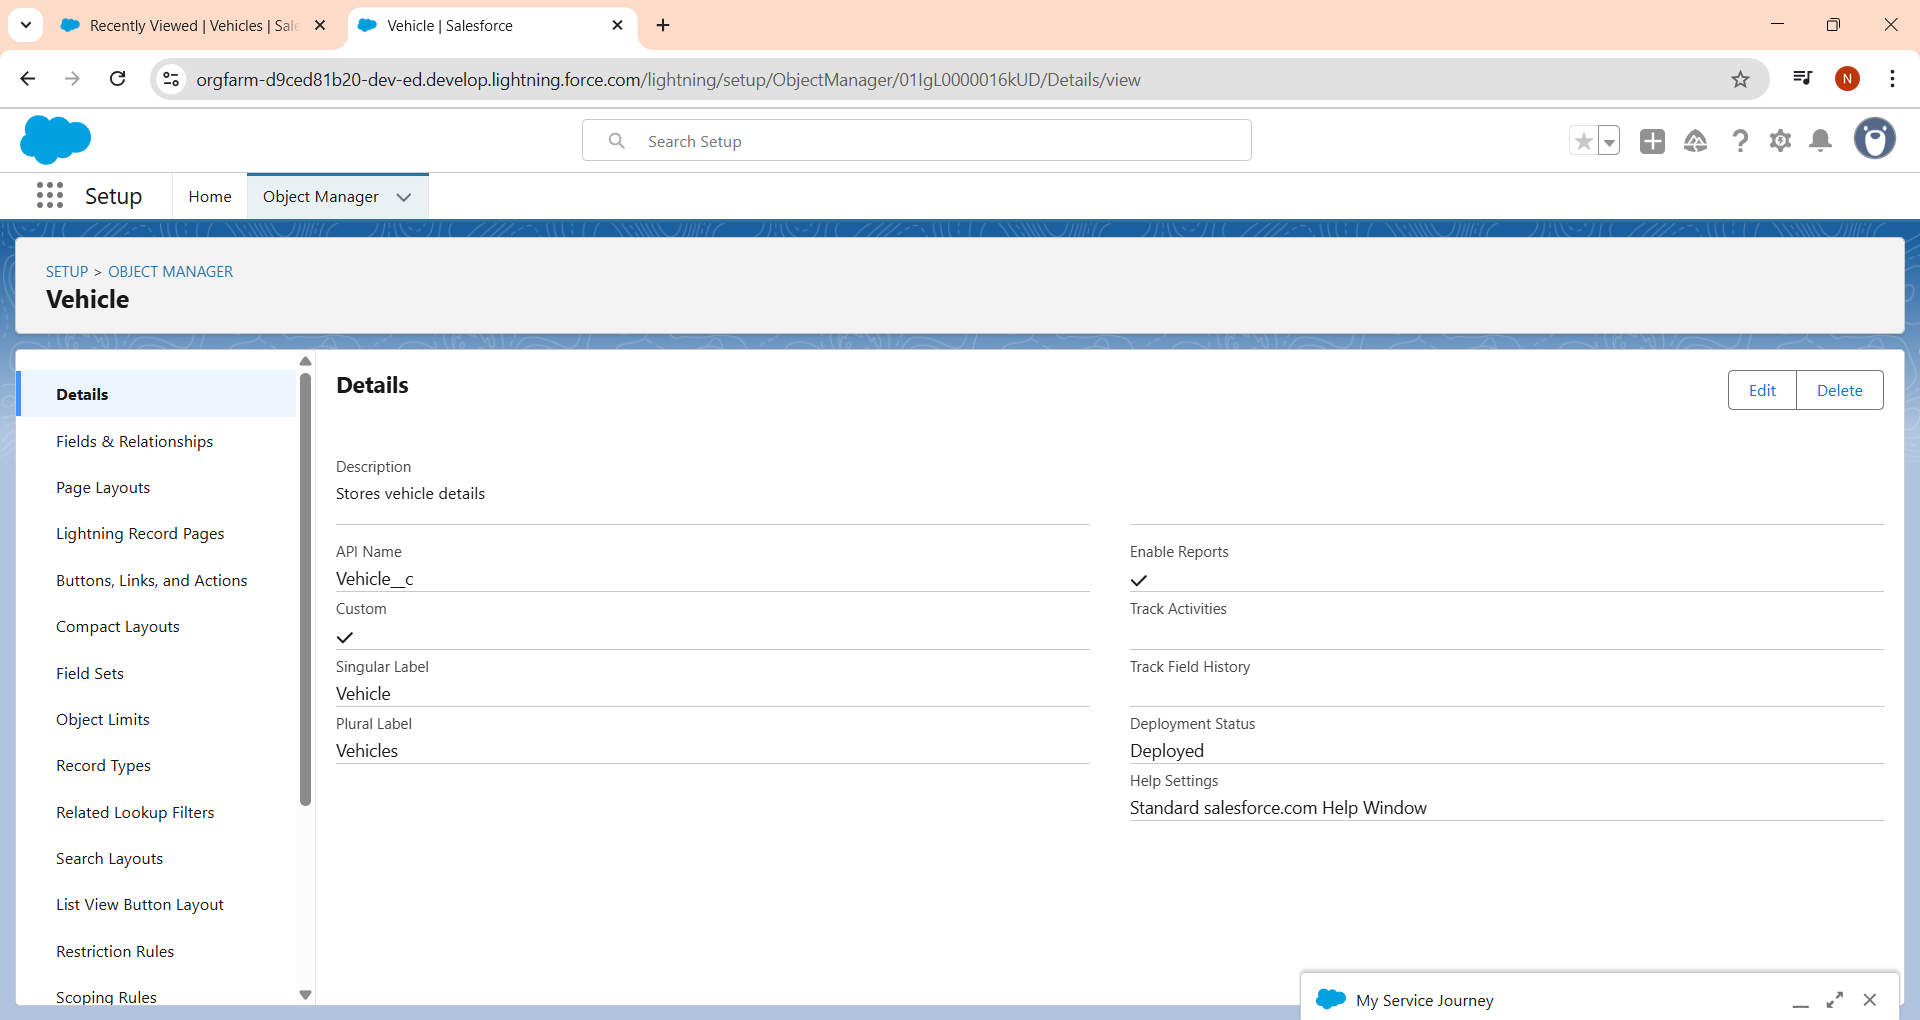 Recently Viewed | Vehicles | Sale
Vehicle | Salesforce
orgfarm-d9ced81b20-dev-ed.develop.lightning.force.com/lightning/setup/ObjectManager/01IgL0000016kUD/Details/view
N
Search Setup
Setup
Home
Object Manager
SETUP > OBJECT MANAGER
Vehicle
Details
Fields & Relationships
Page Layouts
Lightning Record Pages
Buttons, Links, and Actions
Compact Layouts
Field Sets
Object Limits
Record Types
Related Lookup Filters
Search Layouts
List View Button Layout
Restriction Rules
Scoping Rules
Details
Edit
Delete
Description
Stores vehicle details
API Name
Vehicle__c
Custom
Singular Label
Vehicle
Plural Label
Vehicles
Enable Reports
Track Activities
Track Field History
Deployment Status
Deployed
Help Settings
Standard salesforce.com Help Window
My Service Journey